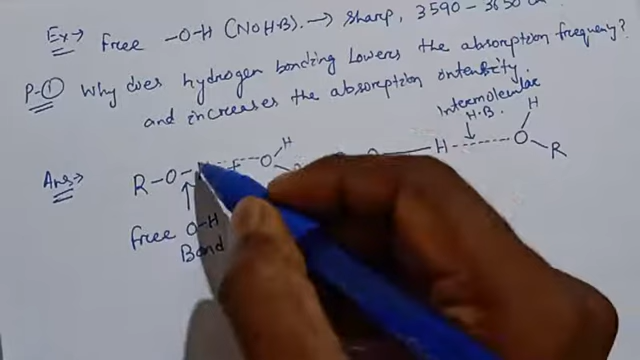 Ex→ Free -O-H (NO H.B). → sharp, 3590 - 3650
P-① Why does hydrogen bonding Lowers the absorption frequency?
and increases the absorption intensity.
Intermolecular
H.B.
Ans→ R-O- O H H O H R
Free O-H
Bond